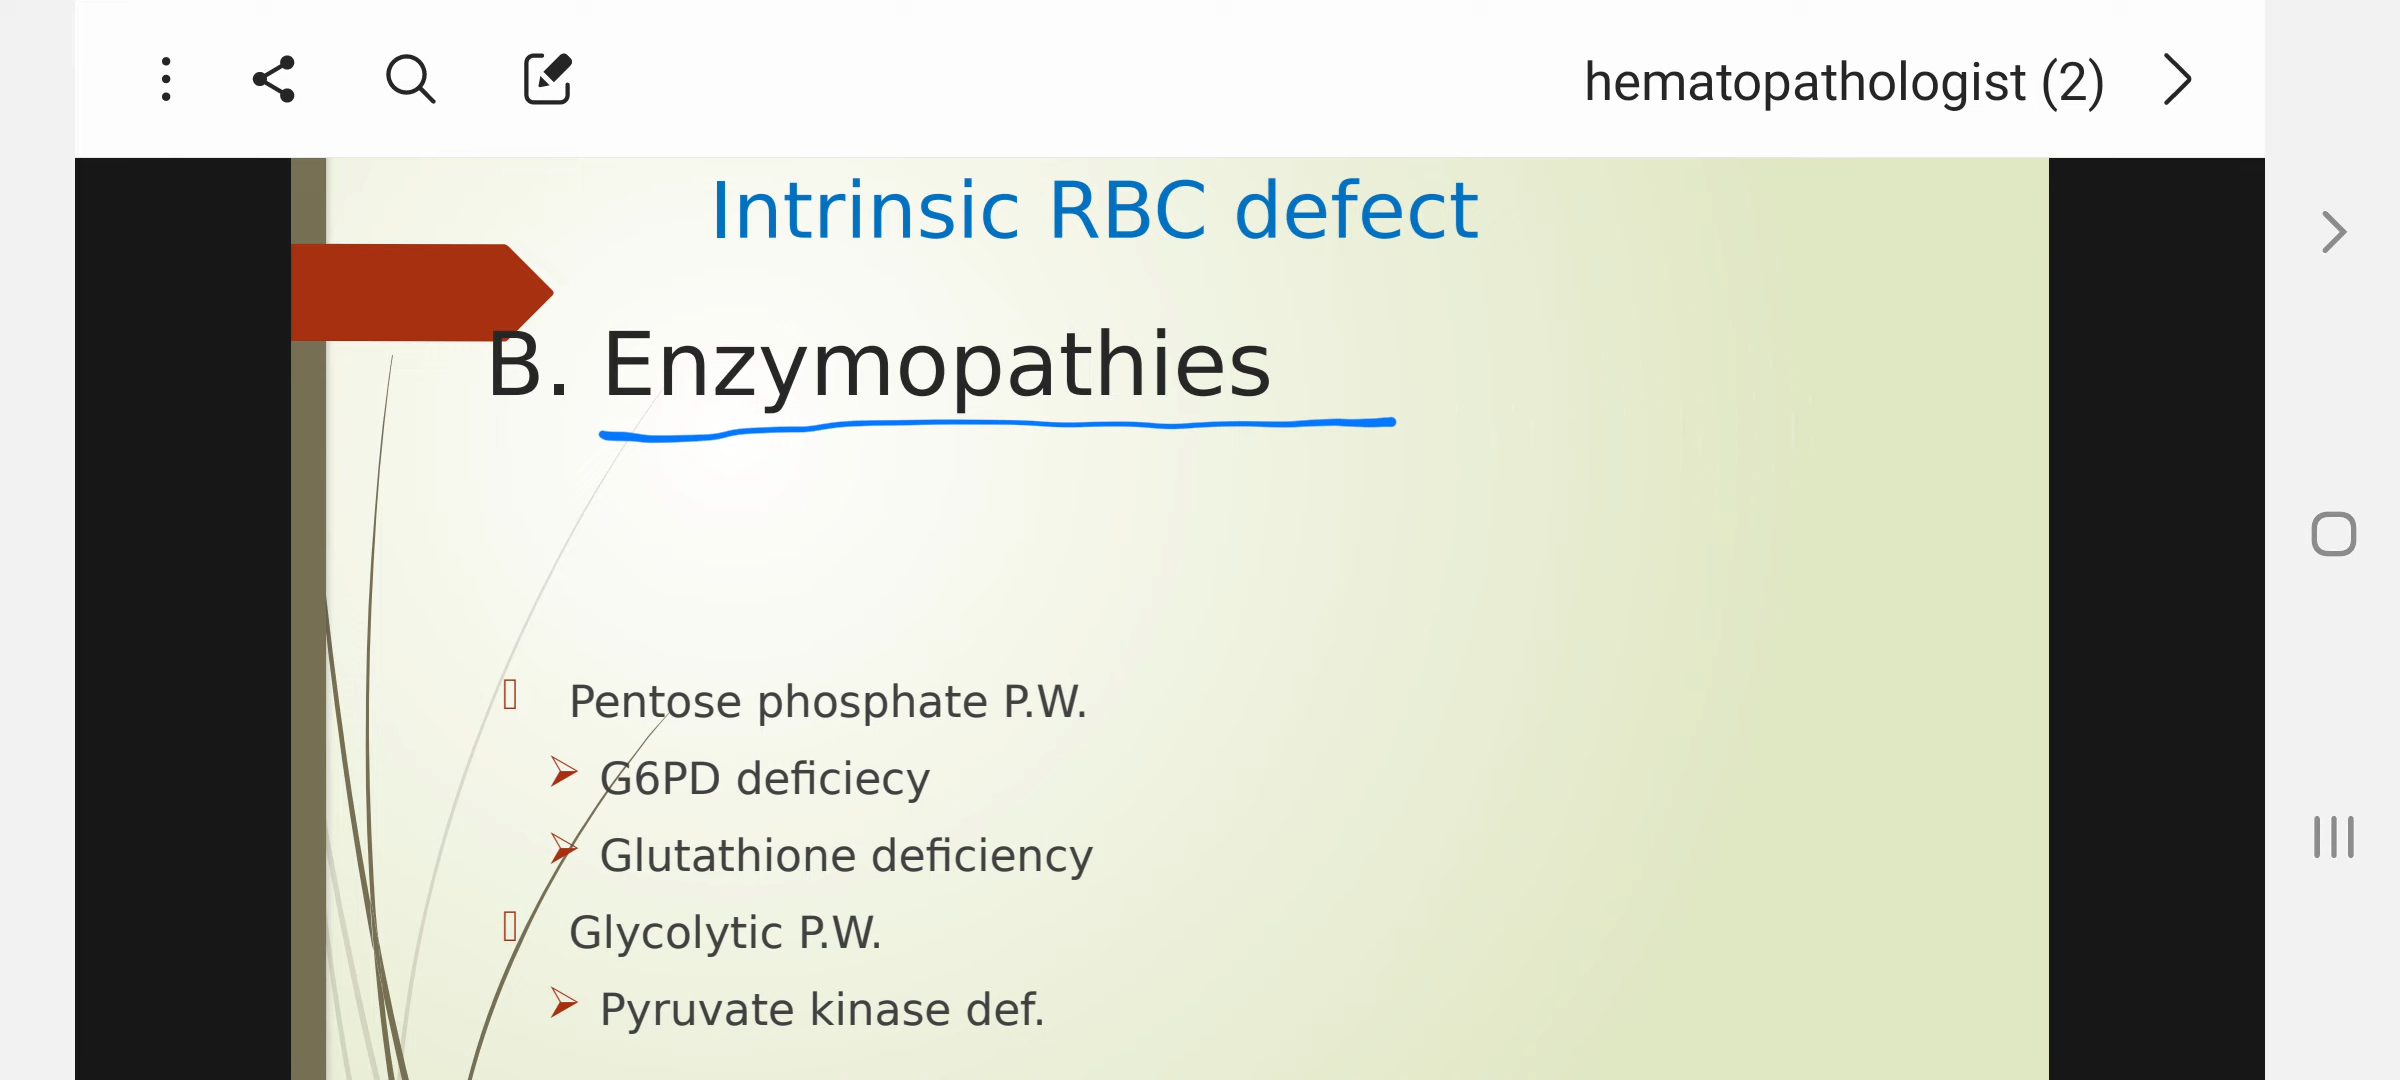 hematopathologist (2)
Intrinsic RBC defect
B. Enzymopathies
Pentose phosphate P.W.
G6PD deficiecy
Glutathione deficiency
Glycolytic P.W.
Pyruvate kinase def.